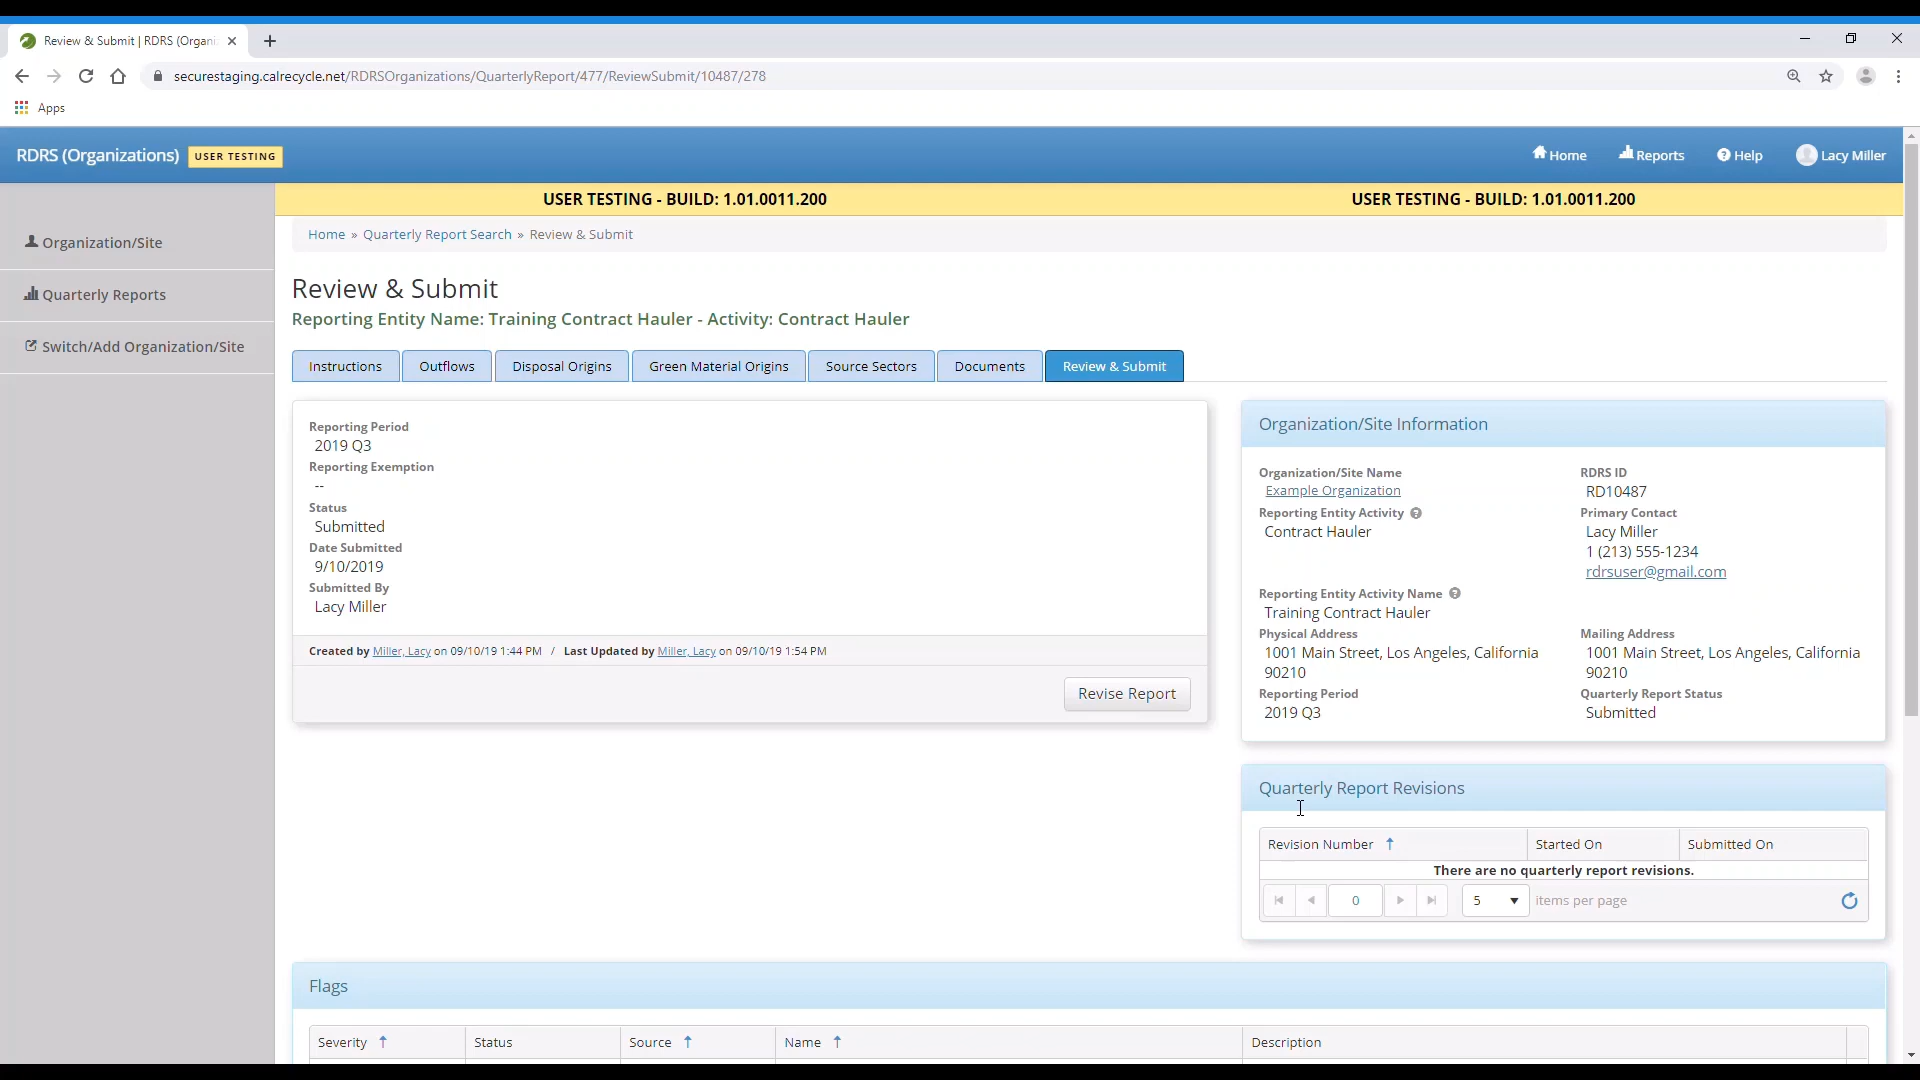 Review & Submit | RDRS (Organi
securestaging.calrecycle.net/RDRSOrganizations/QuarterlyReport/477/ReviewSubmit/10487/278
Apps
RDRS (Organizations) USER TESTING
Home Reports Help Lacy Miller
USER TESTING - BUILD: 1.01.0011.200 USER TESTING - BUILD: 1.01.0011.200
Organization/Site
Quarterly Reports
Switch/Add Organization/Site
Home » Quarterly Report Search » Review & Submit
Review & Submit
Reporting Entity Name: Training Contract Hauler - Activity: Contract Hauler
Instructions Outflows Disposal Origins Green Material Origins Source Sectors Documents Review & Submit
Reporting Period
2019 Q3
Reporting Exemption
--
Status
Submitted
Date Submitted
9/10/2019
Submitted By
Lacy Miller
Created by Miller, Lacy on 09/10/19 1:44 PM / Last Updated by Miller, Lacy on 09/10/19 1:54 PM
Revise Report
Organization/Site Information
Organization/Site Name
Example Organization
RDRS ID
RD10487
Reporting Entity Activity
Contract Hauler
Primary Contact
Lacy Miller
1 (213) 555-1234
rdrsuser@gmail.com
Reporting Entity Activity Name
Training Contract Hauler
Physical Address
1001 Main Street, Los Angeles, California
90210
Mailing Address
1001 Main Street, Los Angeles, California
90210
Reporting Period
2019 Q3
Quarterly Report Status
Submitted
Quarterly Report Revisions
Revision Number Started On Submitted On
There are no quarterly report revisions.
0 5 items per page
Flags
Severity Status Source Name Description